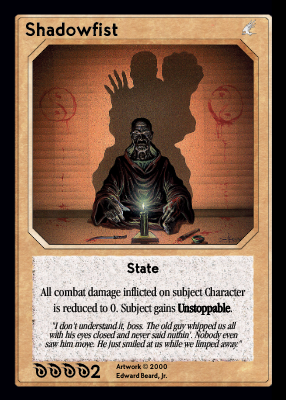 Shadowfist
State
All combat damage inflicted on subject Character
is reduced to 0. Subject gains Unstoppable.
"I don't understand it, boss. The old guy whipped us all
with his eyes closed and never said nuthin'. Nobody even
saw him move. He just smiled at us while we limped away."
2
Artwork © 2000
Edward Beard, Jr.